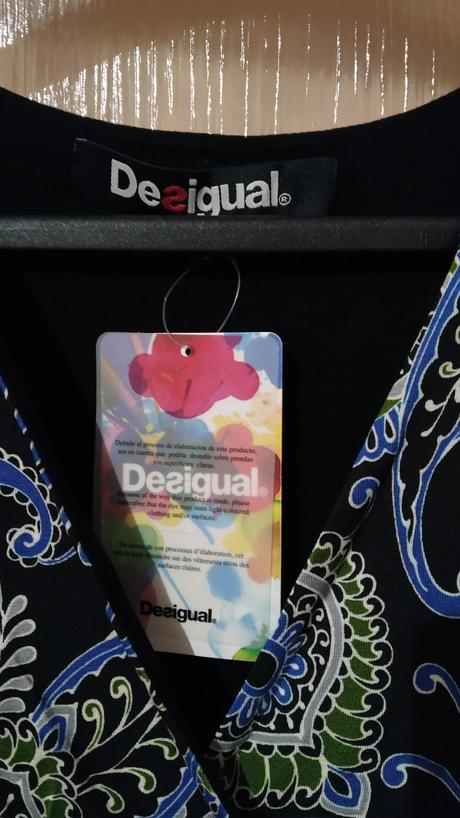 Desigual®
Debido al proceso de elaboracion de este producto,
ten en cuenta que podría desteñir sobre prendas
y/o superficies claras.
Desigual®
Because of the way this product is made, please
remember that the dye may stain light-coloured
clothing and/or surfaces.
En raison de son processus d'élaboration, cet
article peut déteindre sur des vêtements et/ou des
surfaces claires.
Desigual.